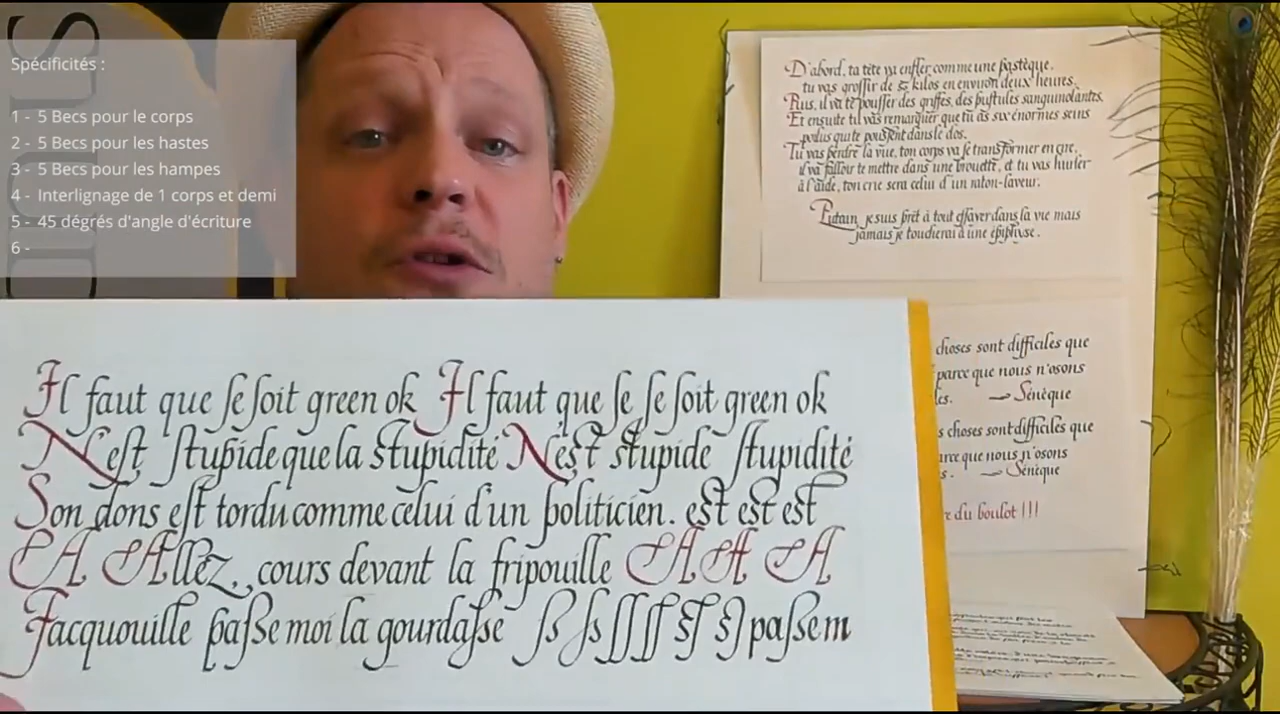 Spécificités :
1 - 5 Becs pour le corps
2 - 5 Becs pour les hastes
3 - 5 Becs pour les hampes
4 - Interlignage de 1 corps et demi
5 - 45 dégrés d'angle d'écriture
6 -
D'abord, ta tête va enfler comme une pastèque,
tu vas grossir de kilos en environ deux heures,
Puis, il va te pousser des griffes, des pustules sanguinolantes,
Et ensuite tu vas remarquer que tu as six énormes seins
poilus qui te poussent dans le dos.
Tu vas perdre la vue, ton corps va se transformer en cne,
il va falloir te mettre dans une brouette, et tu vas hurler
à l'aide, ton crie sera celui d'un raton-laveur.
Putain je suis prêt à tout essayer dans la vie mais
jamais je toucherai à une épiphyse.
choses sont difficiles que
parce que nous n'osons
les. Sénèque
s choses sont difficiles que
arce que nous n'osons
s. Sénèque
du boulot !!!
Il faut que se soit green ok Il faut que se se soit green ok
N'est stupide que la stupidité N'est stupide stupidité
Son dons est tordu comme celui d'un politicien. est est est
A Allez, cours devant la fripouille A A A
Jacquouille passe moi la gourdasse passe m